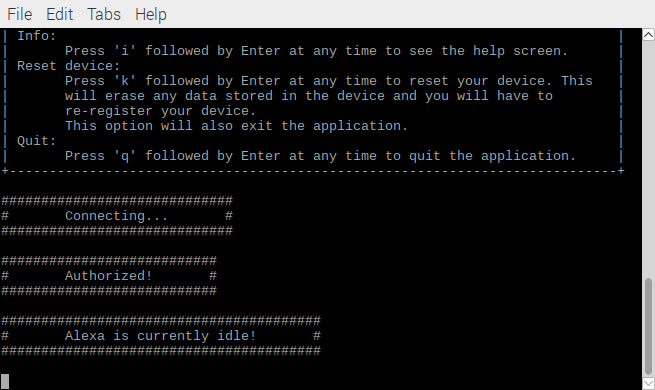 File Edit Tabs Help
| Info: |
| Press 'i' followed by Enter at any time to see the help screen. |
| Reset device: |
| Press 'k' followed by Enter at any time to reset your device. This |
| will erase any data stored in the device and you will have to |
| re-register your device. |
| This option will also exit the application. |
| Quit: |
| Press 'q' followed by Enter at any time to quit the application. |
+----------------------------------------------------------------------------+
#############################
# Connecting... #
#############################
###########################
# Authorized! #
###########################
########################################
# Alexa is currently idle! #
########################################